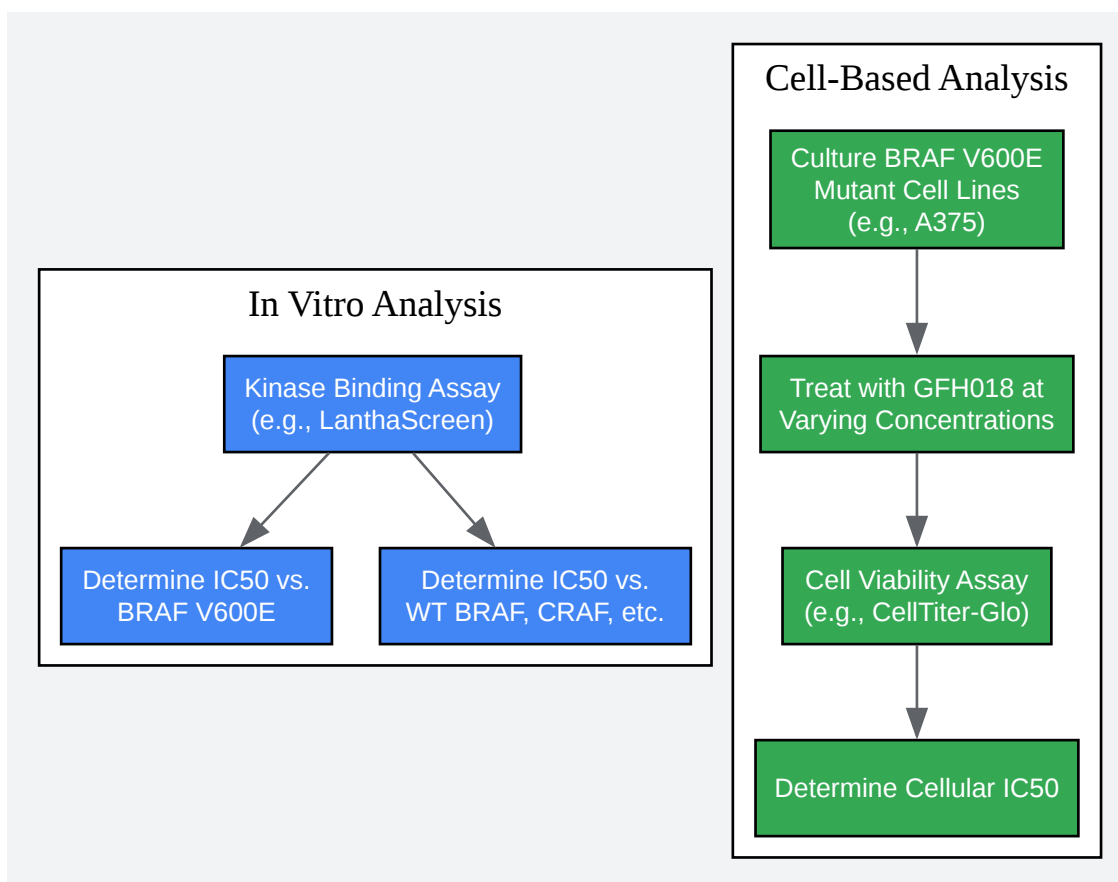 In Vitro Analysis
Kinase Binding Assay
(e.g., LanthaScreen)
Determine IC50 vs.
BRAF V600E
Determine IC50 vs.
WT BRAF, CRAF, etc.
Cell-Based Analysis
Culture BRAF V600E
Mutant Cell Lines
(e.g., A375)
Treat with GFH018 at
Varying Concentrations
Cell Viability Assay
(e.g., CellTiter-Glo)
Determine Cellular IC50